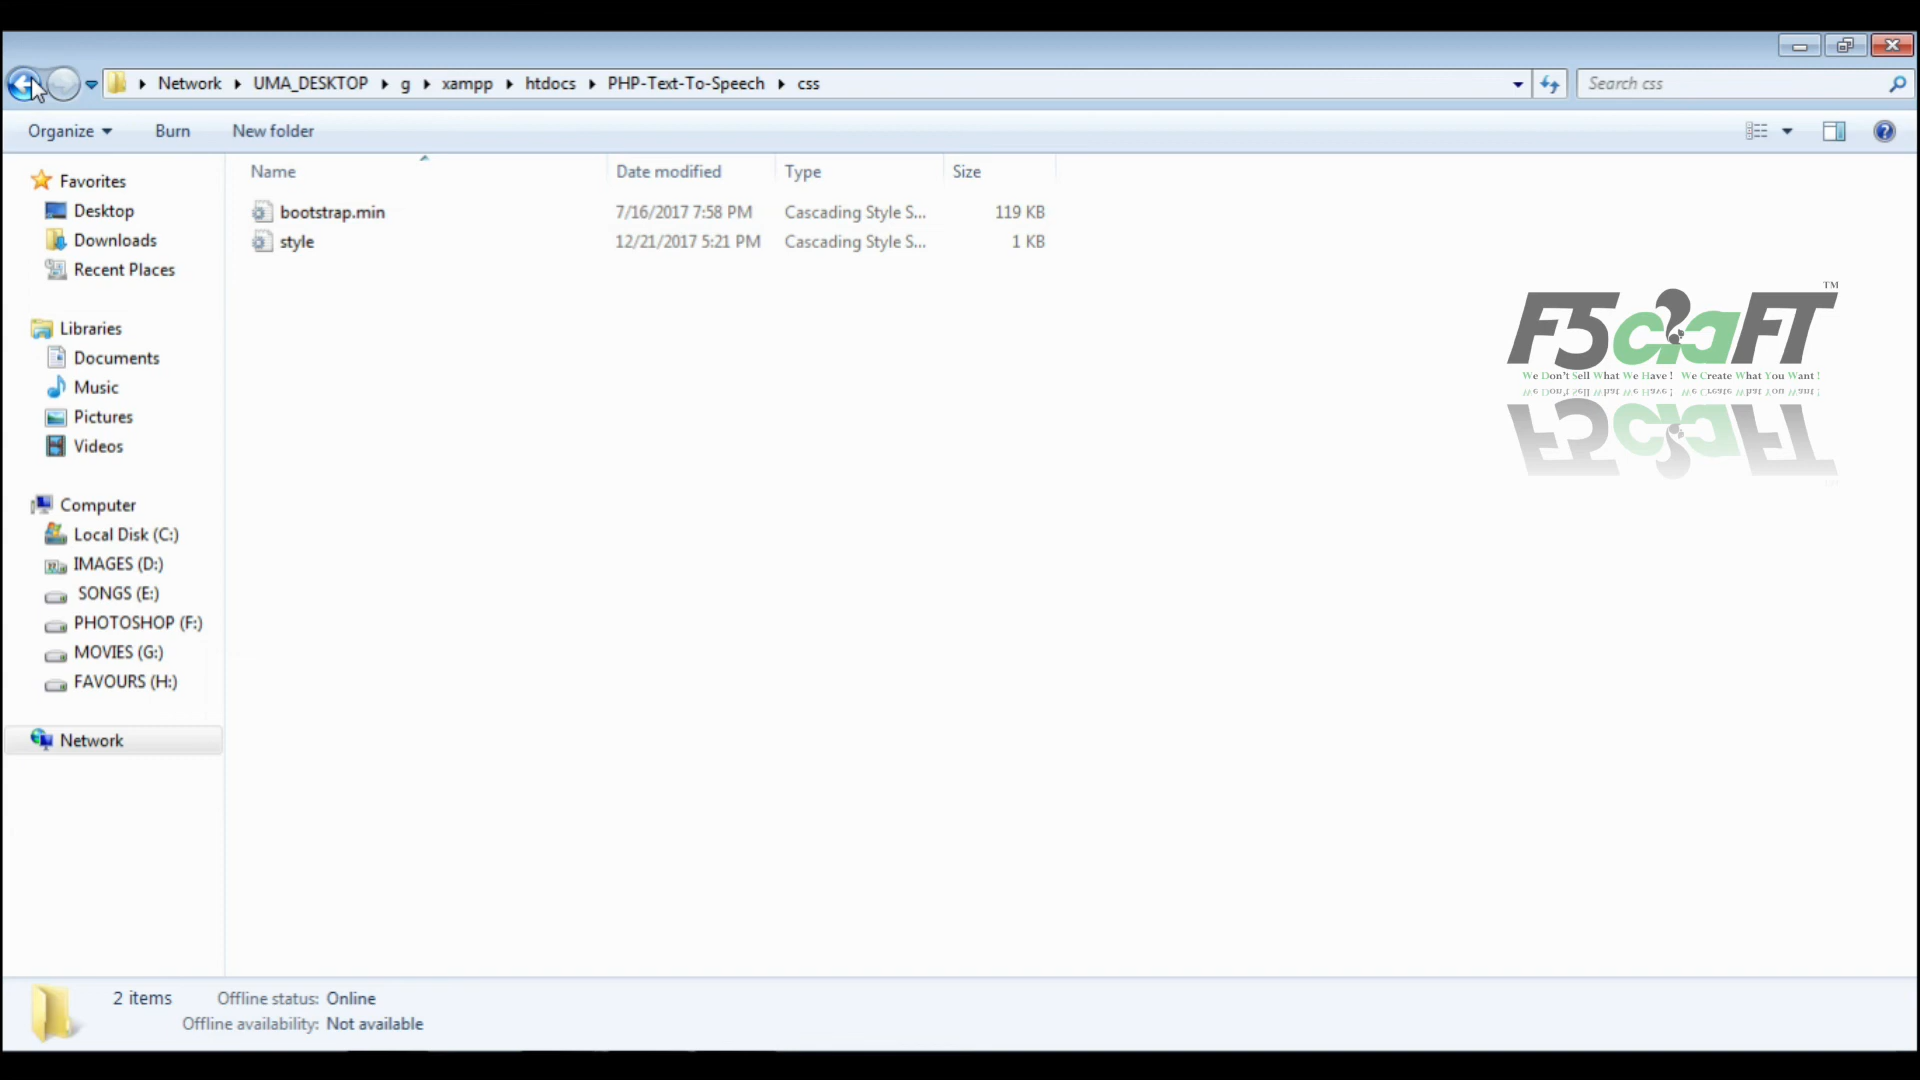 Network UMA_DESKTOP g xampp htdocs PHP-Text-To-Speech css
Search css
Organize Burn New folder
Name Date modified Type Size
bootstrap.min 7/16/2017 7:58 PM Cascading Style S... 119 KB
style 12/21/2017 5:21 PM Cascading Style S... 1 KB
Favorites
Desktop
Downloads
Recent Places
Libraries
Documents
Music
Pictures
Videos
Computer
Local Disk (C:)
IMAGES (D:)
SONGS (E:)
PHOTOSHOP (F:)
MOVIES (G:)
FAVOURS (H:)
Network
F5craFT TM
We Don't Sell What We Have! We Create What You Want!
2 items Offline status: Online
Offline availability: Not available